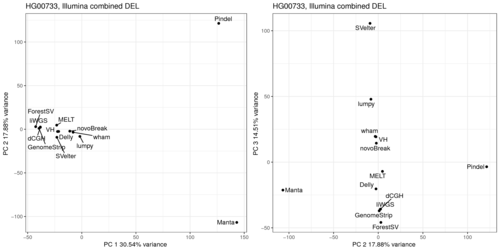 HG00733, Illumina combined DEL
Pindel
100
50
0
-50
-100
ForestSV
liWGS
MELT
VH
novoBreak
Delly
wham
dCGH
lumpy
GenomeStrip
SVelter
Manta
-50
0
50
100
150
PC 1 30.54% variance
PC 2 17.88% variance
HG00733, Illumina combined DEL
SVelter
100
50
0
-50
lumpy
wham
VH
novoBreak
Pindel
MELT
Delly
Manta
dCGH
liWGS
GenomeStrip
ForestSV
-100
-50
0
50
100
PC 2 17.88% variance
PC 3 14.51% variance